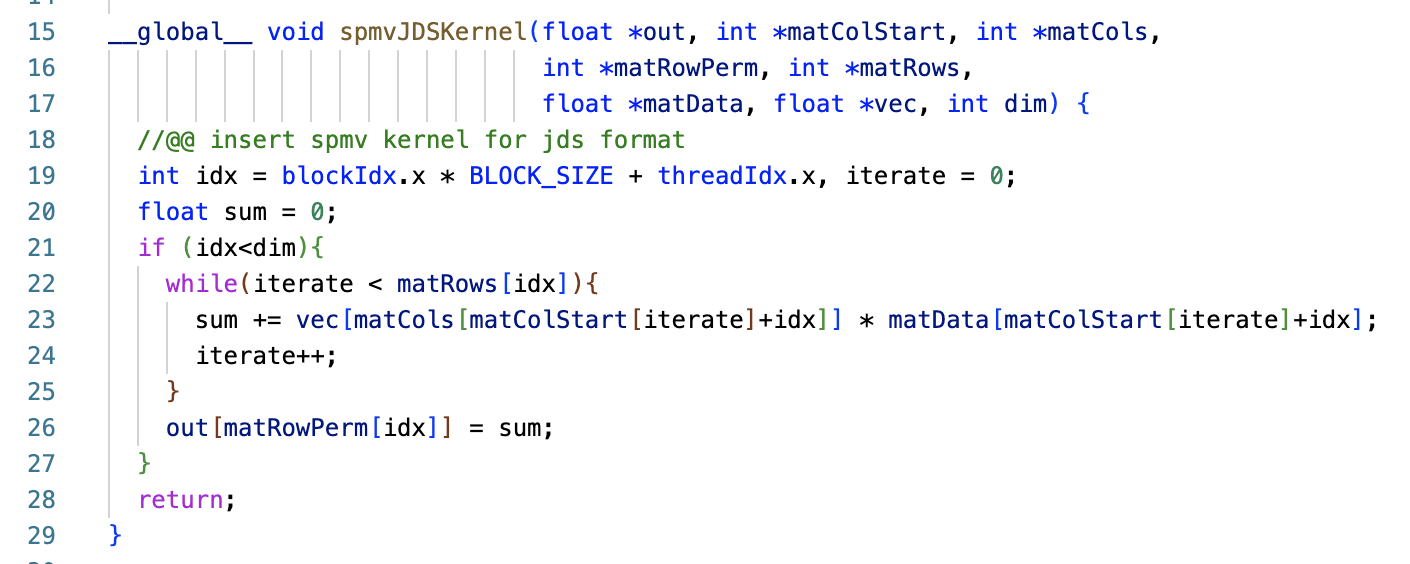 15 __global__ void spmvJDSKernel(float *out, int *matColStart, int *matCols,
16 int *matRowPerm, int *matRows,
17 float *matData, float *vec, int dim) {
18 //@@ insert spmv kernel for jds format
19 int idx = blockIdx.x * BLOCK_SIZE + threadIdx.x, iterate = 0;
20 float sum = 0;
21 if (idx<dim){
22 while(iterate < matRows[idx]){
23 sum += vec[matCols[matColStart[iterate]+idx]] * matData[matColStart[iterate]+idx];
24 iterate++;
25 }
26 out[matRowPerm[idx]] = sum;
27 }
28 return;
29 }